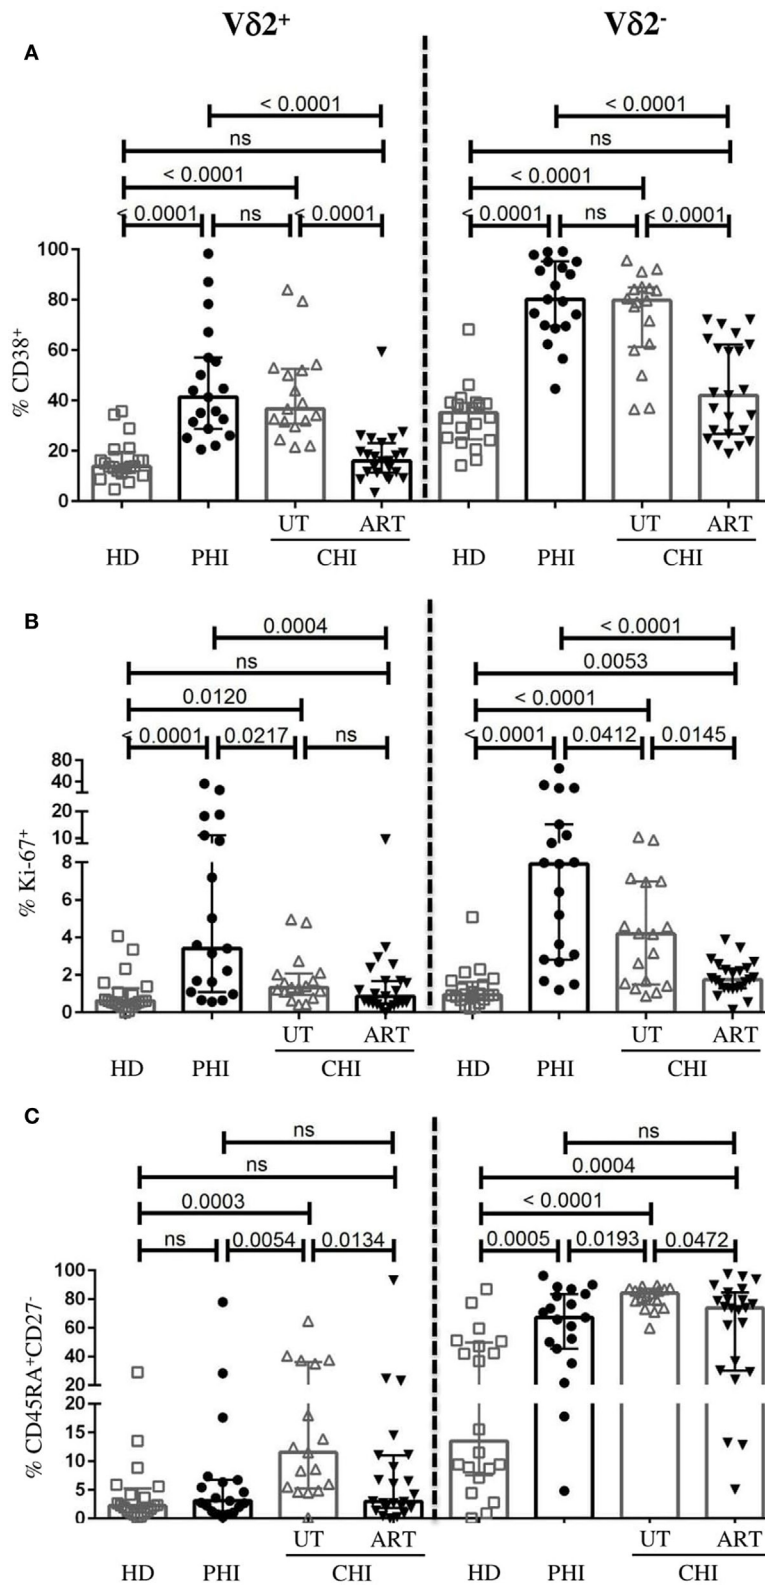 Vδ2⁺ Vδ2⁻
A
< 0.0001 < 0.0001
ns ns
< 0.0001 < 0.0001
< 0.0001 ns < 0.0001 < 0.0001 ns < 0.0001
100
80
60
40
20
0
% CD38⁺
UT ART UT ART
HD PHI CHI HD PHI CHI
B
0.0004 < 0.0001
ns 0.0053
0.0120 < 0.0001
< 0.0001 0.0217 ns < 0.0001 0.0412 0.0145
80
40
20
10
8
6
4
2
0
% Ki-67⁺
UT ART UT ART
HD PHI CHI HD PHI CHI
C
ns ns
ns 0.0004
0.0003 < 0.0001
ns 0.0054 0.0134 0.0005 0.0193 0.0472
100
80
60
40
20
20
15
10
5
0
% CD45RA⁺CD27⁻
UT ART UT ART
HD PHI CHI HD PHI CHI